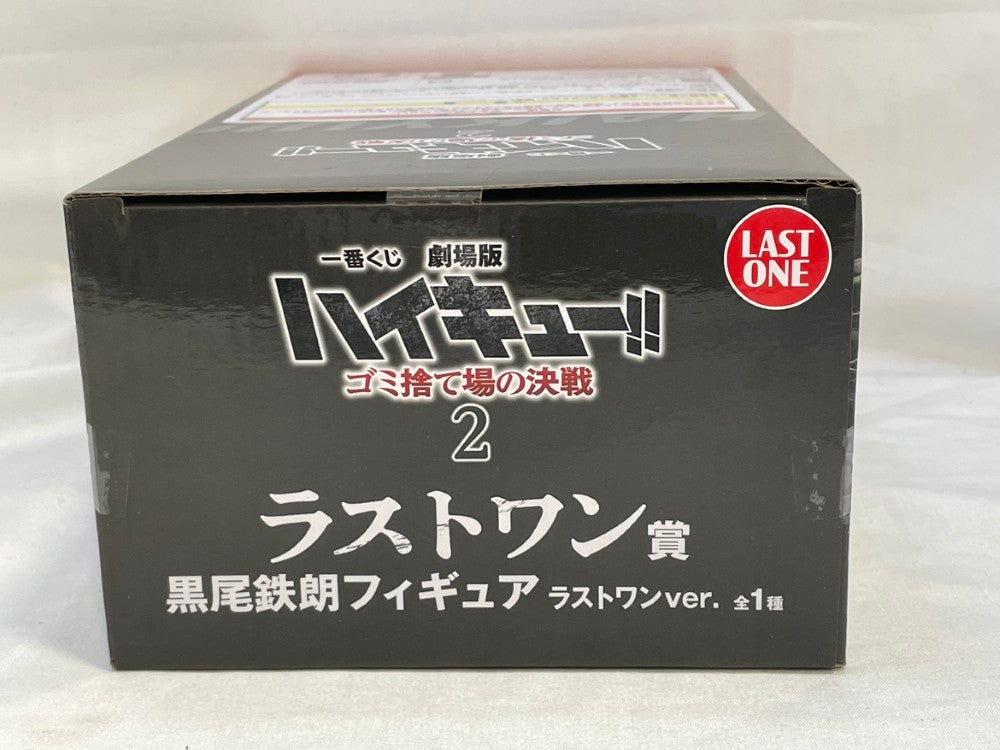 一番くじ 劇場版
ハイキュー!!
ゴミ捨て場の決戦
2
LAST
ONE
ラストワン賞
黒尾鉄朗フィギュア ラストワンver. 全1種